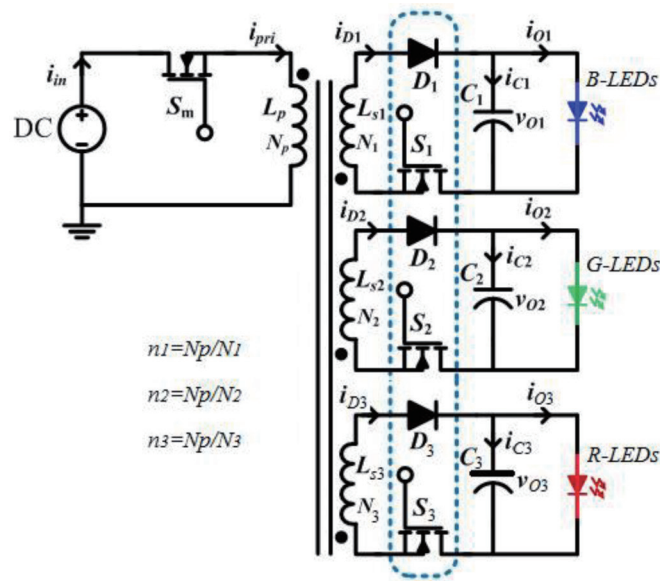 i_in
DC
S_m
i_pri
L_p
N_p
n1=Np/N1
n2=Np/N2
n3=Np/N3
i_D1
D_1
L_s1
N_1
S_1
i_C1
C_1
v_O1
i_O1
B-LEDs
i_D2
D_2
L_s2
N_2
S_2
i_C2
C_2
v_O2
i_O2
G-LEDs
i_D3
D_3
L_s3
N_3
S_3
i_C3
C_3
v_O3
i_O3
R-LEDs